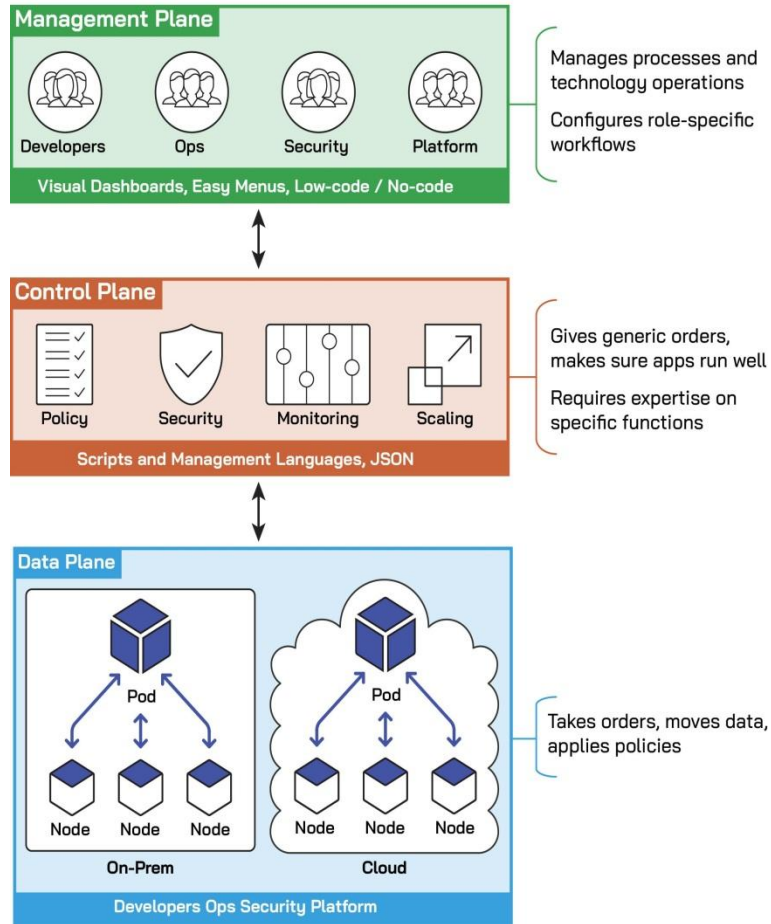 Management Plane
Developers
Ops
Security
Platform
Visual Dashboards, Easy Menus, Low-code / No-code
Manages processes and
technology operations
Configures role-specific
workflows
Control Plane
Policy
Security
Monitoring
Scaling
Scripts and Management Languages, JSON
Gives generic orders,
makes sure apps run well
Requires expertise on
specific functions
Data Plane
Pod
Node
Node
Node
On-Prem
Pod
Node
Node
Node
Cloud
Developers Ops Security Platform
Takes orders, moves data,
applies policies